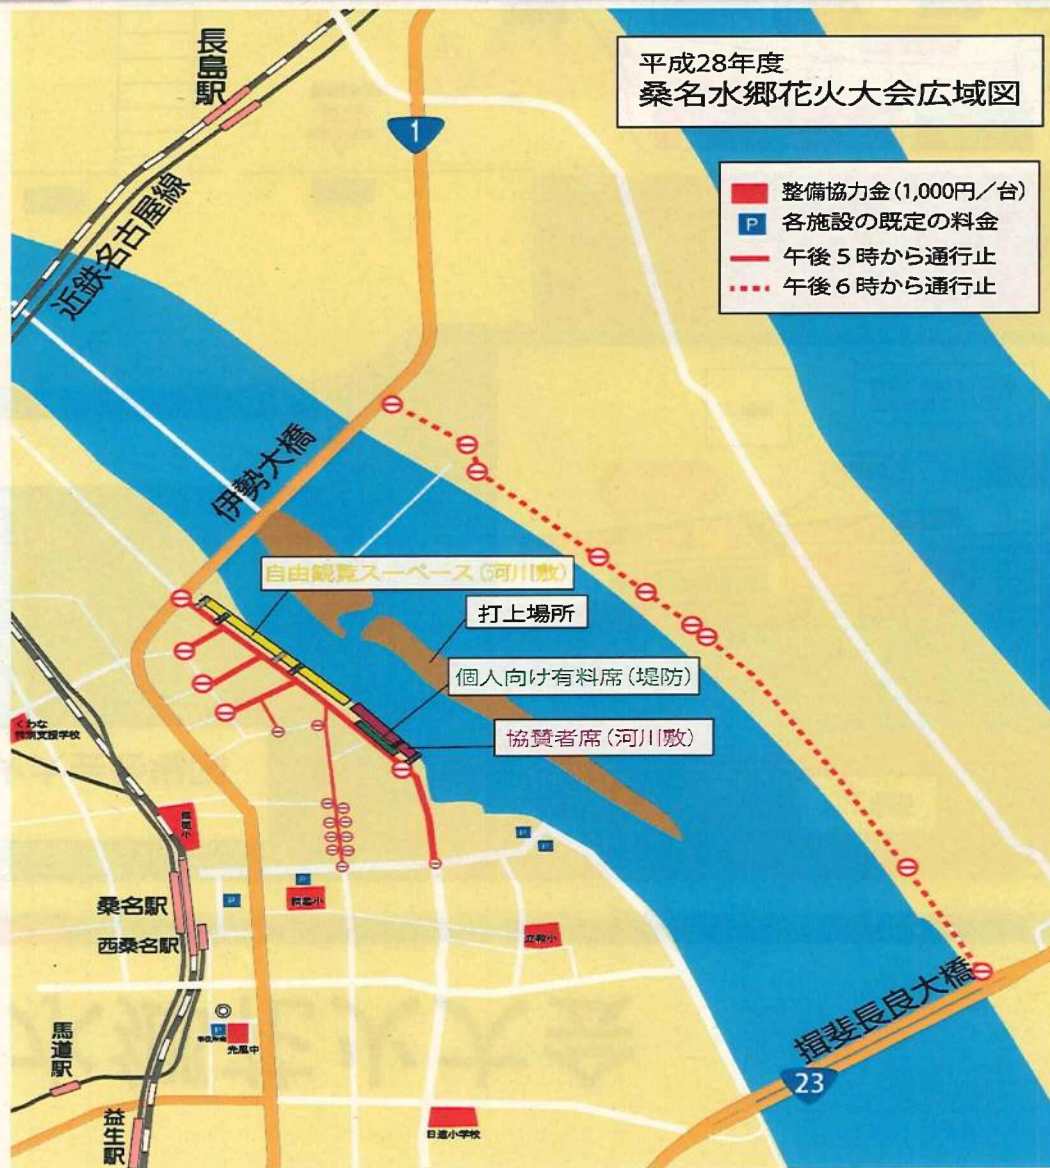 平成28年度
桑名水郷花火大会広域図
整備協力金(1,000円/台)
P 各施設の既定の料金
午後5時から通行止
午後6時から通行止
長島駅
1
近鉄名古屋線
伊勢大橋
自由観覧スーペース(河川敷)
打上場所
個人向け有料席(堤防)
協賛者席(河川敷)
くわな
特別支援学校
P
P
桑名駅
P
P
精義小
西桑名駅
立教小
揖斐長良大橋
馬道駅
P
光風中
23
益生駅
日進小学校